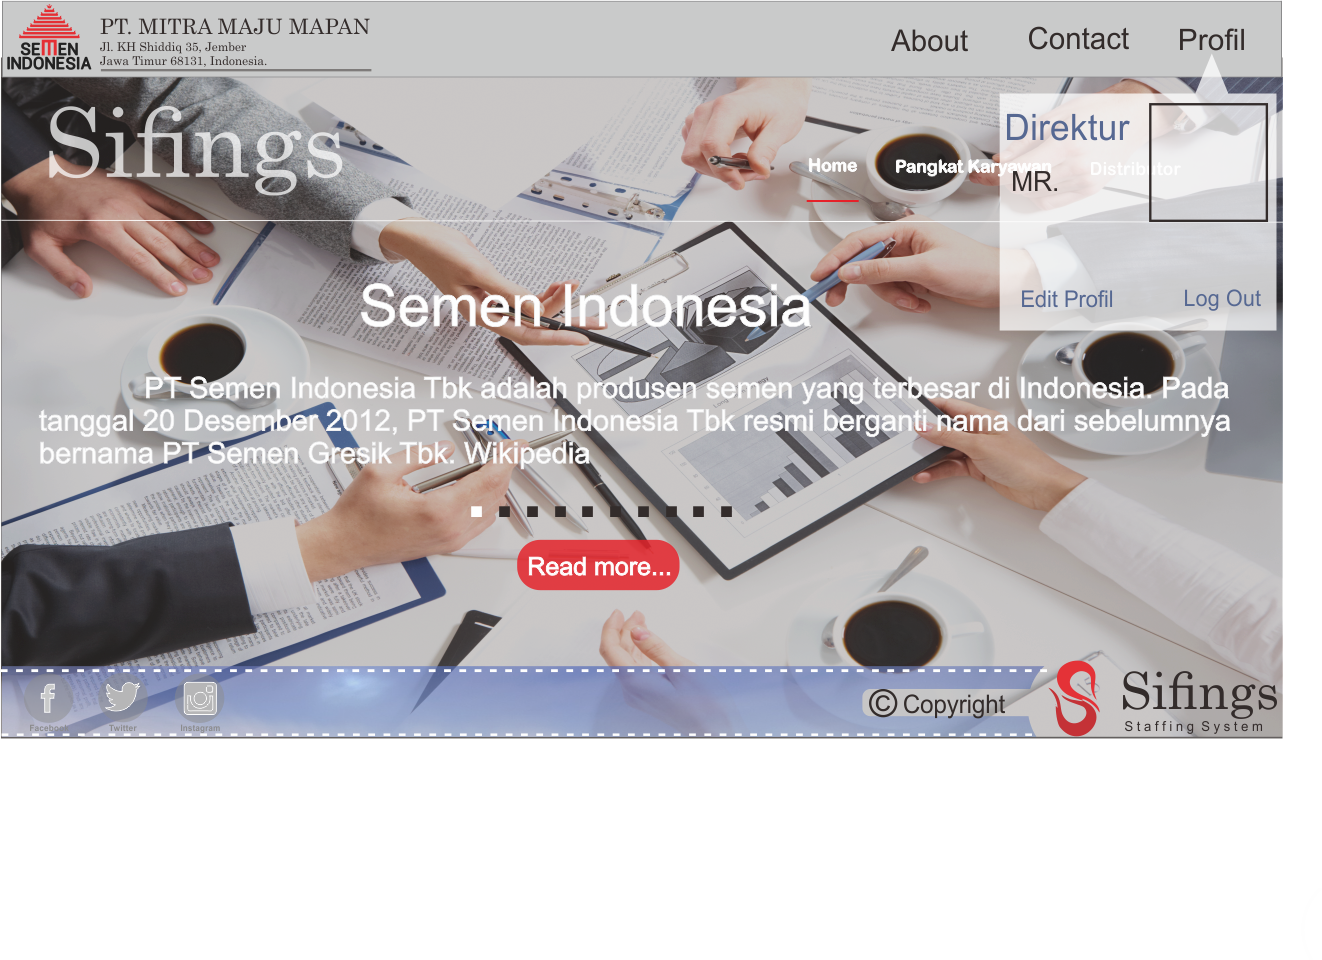 SEMEN
INDONESIA
PT. MITRA MAJU MAPAN
Jl. KH Shiddiq 35, Jember
Jawa Timur 68131, Indonesia.
About
Contact
Profil
Sifings
Home
Pangkat Karyawan
Distributor
Direktur
MR.
Edit Profil
Log Out
Semen Indonesia
PT Semen Indonesia Tbk adalah produsen semen yang terbesar di Indonesia. Pada
tanggal 20 Desember 2012, PT Semen Indonesia Tbk resmi berganti nama dari sebelumnya
bernama PT Semen Gresik Tbk. Wikipedia
Read more...
Facebook
Twitter
Instagram
© Copyright
Sifings
Staffing System